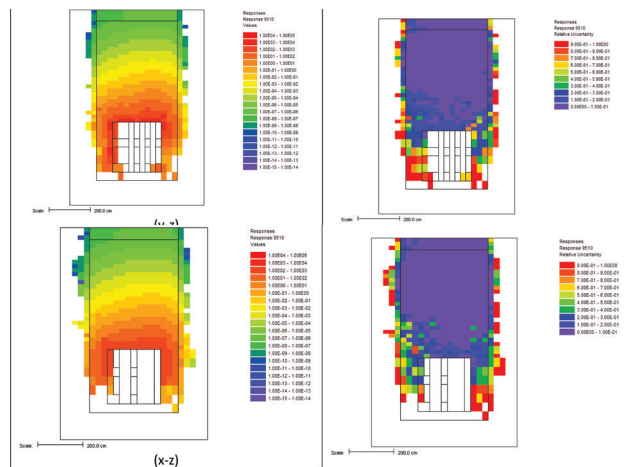 Responses
Response 9510
Values
1.00E04 - 1.00E05
1.00E03 - 1.00E04
1.00E02 - 1.00E03
1.00E01 - 1.00E02
1.00E00 - 1.00E01
1.00E-01 - 1.00E00
1.00E-02 - 1.00E-01
1.00E-03 - 1.00E-02
1.00E-04 - 1.00E-03
1.00E-05 - 1.00E-04
1.00E-06 - 1.00E-05
1.00E-07 - 1.00E-06
1.00E-08 - 1.00E-07
1.00E-09 - 1.00E-08
1.00E-10 - 1.00E-09
1.00E-11 - 1.00E-10
1.00E-12 - 1.00E-11
1.00E-13 - 1.00E-12
1.00E-14 - 1.00E-13
1.00E-15 - 1.00E-14
Scale: 200.0 cm
Responses
Response 9510
Relative Uncertainty
9.00E-01 - 1.00E00
8.00E-01 - 9.00E-01
7.00E-01 - 8.00E-01
6.00E-01 - 7.00E-01
5.00E-01 - 6.00E-01
4.00E-01 - 5.00E-01
3.00E-01 - 4.00E-01
2.00E-01 - 3.00E-01
1.00E-01 - 2.00E-01
0.00E00 - 1.00E-01
Scale: 200.0 cm
Responses
Response 9510
Values
1.00E04 - 1.00E05
1.00E03 - 1.00E04
1.00E02 - 1.00E03
1.00E01 - 1.00E02
1.00E00 - 1.00E01
1.00E-01 - 1.00E00
1.00E-02 - 1.00E-01
1.00E-03 - 1.00E-02
1.00E-04 - 1.00E-03
1.00E-05 - 1.00E-04
1.00E-06 - 1.00E-05
1.00E-07 - 1.00E-06
1.00E-08 - 1.00E-07
1.00E-09 - 1.00E-08
1.00E-10 - 1.00E-09
1.00E-11 - 1.00E-10
1.00E-12 - 1.00E-11
1.00E-13 - 1.00E-12
1.00E-14 - 1.00E-13
1.00E-15 - 1.00E-14
Scale: 200.0 cm
(x-z)
Responses
Response 9510
Relative Uncertainty
9.00E-01 - 1.00E00
8.00E-01 - 9.00E-01
7.00E-01 - 8.00E-01
6.00E-01 - 7.00E-01
5.00E-01 - 6.00E-01
4.00E-01 - 5.00E-01
3.00E-01 - 4.00E-01
2.00E-01 - 3.00E-01
1.00E-01 - 2.00E-01
0.00E00 - 1.00E-01
Scale: 200.0 cm